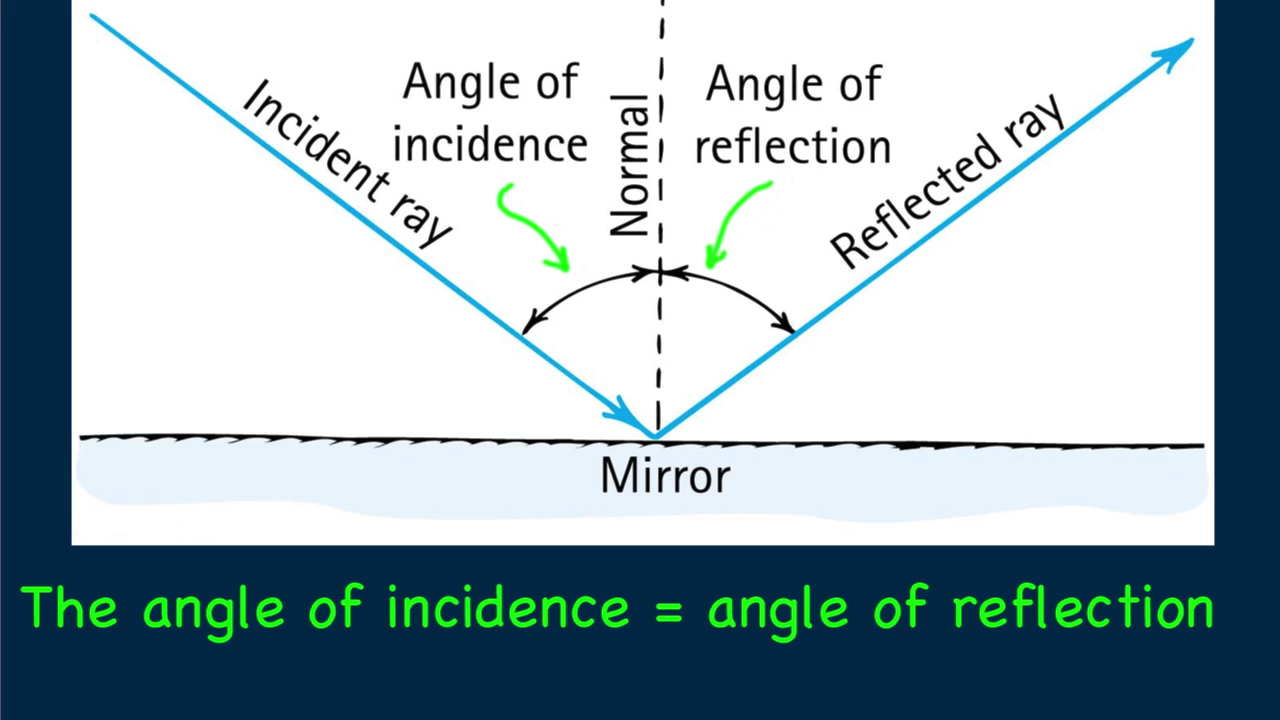 Incident ray
Angle of
incidence
Normal
Angle of
reflection
Reflected ray
Mirror
The angle of incidence = angle of reflection